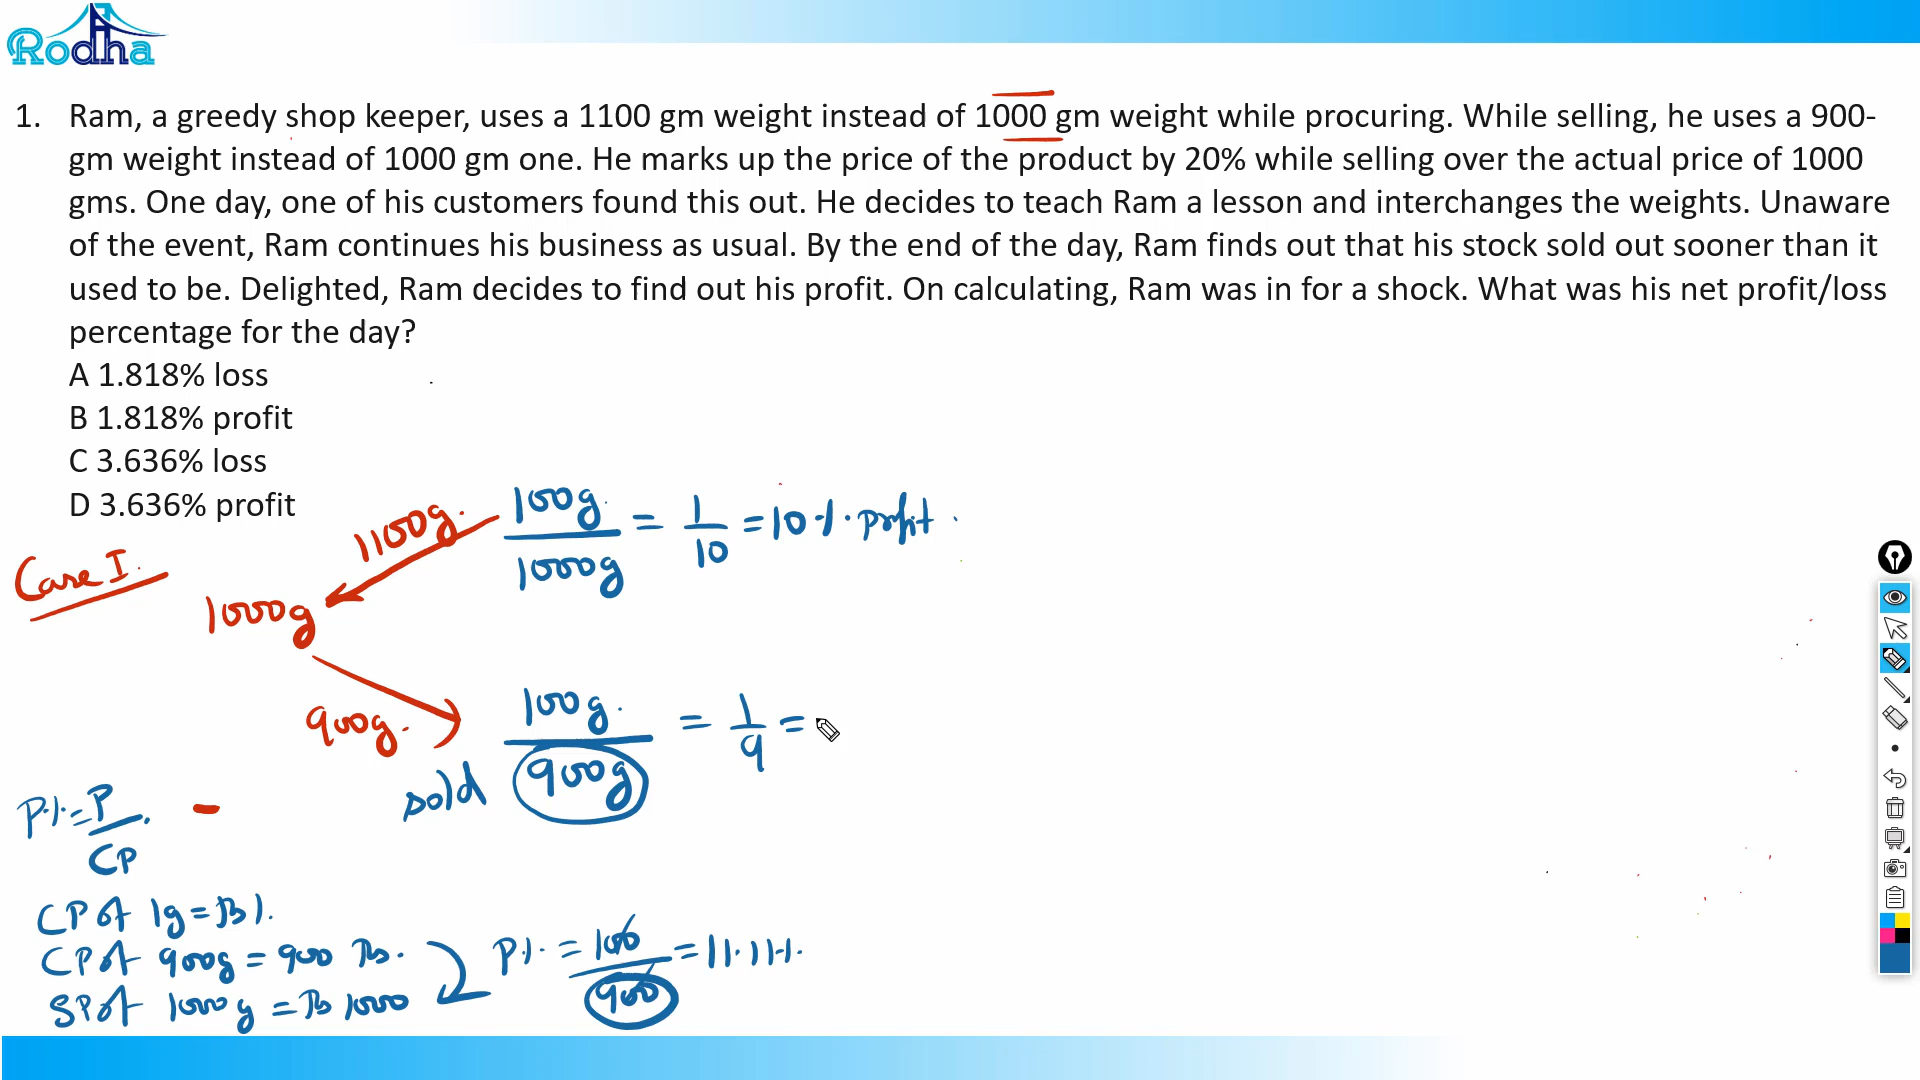 Rodha
1. Ram, a greedy shop keeper, uses a 1100 gm weight instead of 1000 gm weight while procuring. While selling, he uses a 900-
gm weight instead of 1000 gm one. He marks up the price of the product by 20% while selling over the actual price of 1000
gms. One day, one of his customers found this out. He decides to teach Ram a lesson and interchanges the weights. Unaware
of the event, Ram continues his business as usual. By the end of the day, Ram finds out that his stock sold out sooner than it
used to be. Delighted, Ram decides to find out his profit. On calculating, Ram was in for a shock. What was his net profit/loss
percentage for the day?
A 1.818% loss
B 1.818% profit
C 3.636% loss
D 3.636% profit
Case I.
1100g.
100g. / 1000g = 1/10 = 10% profit.
1000g
900g.
sold 100g. / 900g = 1/9 =
P% = P/CP
CP of 1g = Rs 1.
CP of 900g = 900 Rs.
SP of 1000g = Rs 1000
P% = 100/900 = 11.11%.